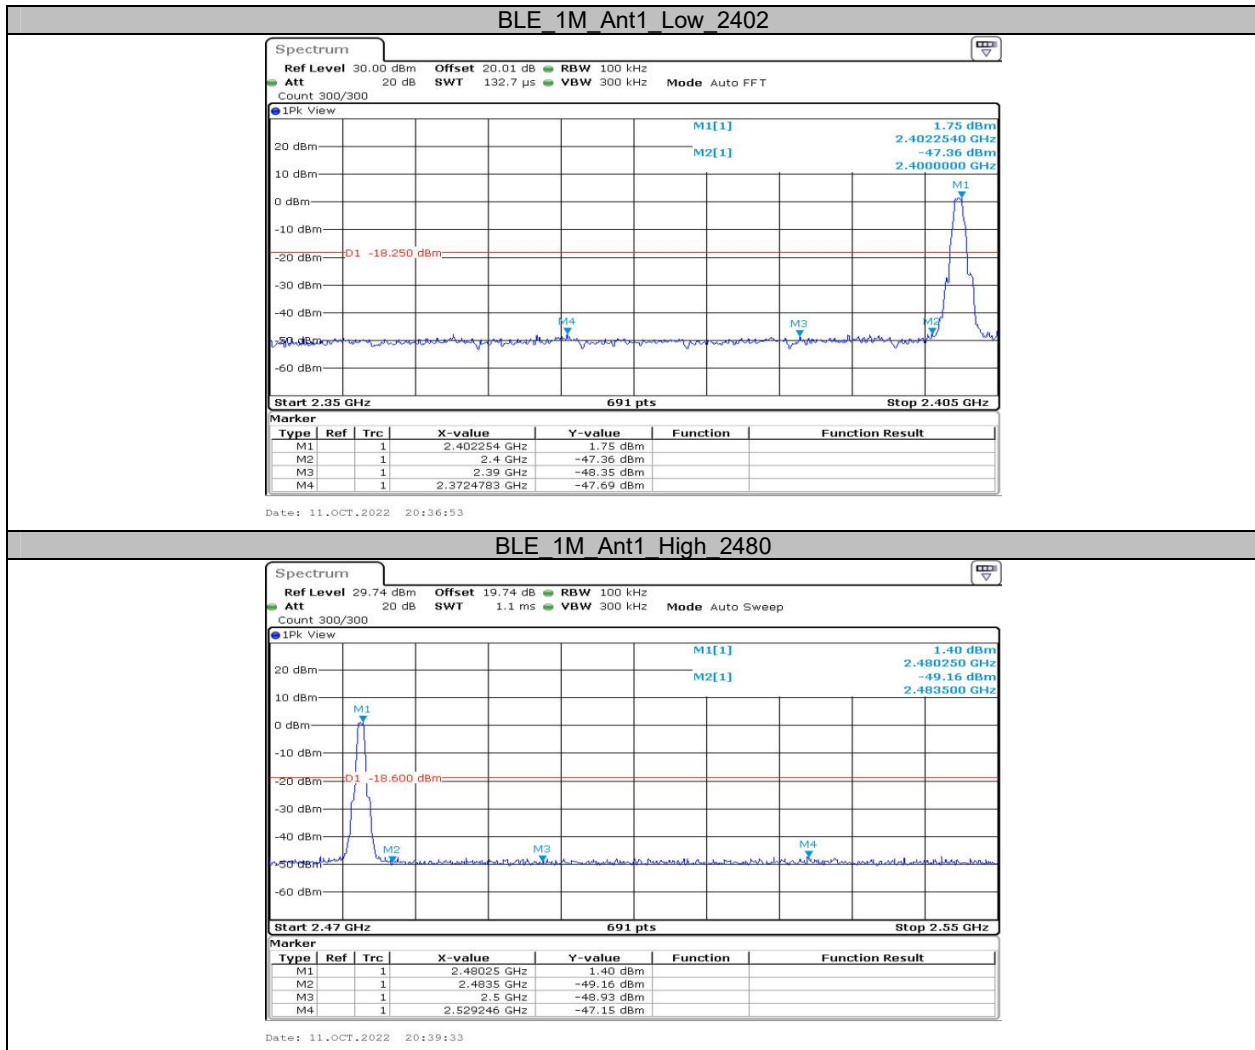 BLE_1M_Ant1_Low_2402
Spectrum
Ref Level 30.00 dBm Offset 20.01 dB RBW 100 kHz
Att 20 dB SWT 132.7 µs VBW 300 kHz Mode Auto FFT
Count 300/300
1Pk View
M1[1] 1.75 dBm
2.4022540 GHz
20 dBm
M2[1] -47.36 dBm
2.4000000 GHz
10 dBm
M1
0 dBm
-10 dBm
D1 -18.250 dBm
-20 dBm
-30 dBm
-40 dBm
M4 M3 M2
-50 dBm
-60 dBm
Start 2.35 GHz 691 pts Stop 2.405 GHz
Marker
Type Ref Trc X-value Y-value Function Function Result
M1 1 2.402254 GHz 1.75 dBm
M2 1 2.4 GHz -47.36 dBm
M3 1 2.39 GHz -48.35 dBm
M4 1 2.3724783 GHz -47.69 dBm
Date: 11.OCT.2022 20:36:53
BLE_1M_Ant1_High_2480
Spectrum
Ref Level 29.74 dBm Offset 19.74 dB RBW 100 kHz
Att 20 dB SWT 1.1 ms VBW 300 kHz Mode Auto Sweep
Count 300/300
1Pk View
M1[1] 1.40 dBm
2.480250 GHz
20 dBm
M2[1] -49.16 dBm
2.483500 GHz
10 dBm
M1
0 dBm
-10 dBm
D1 -18.600 dBm
-20 dBm
-30 dBm
-40 dBm
M2 M3 M4
-50 dBm
-60 dBm
Start 2.47 GHz 691 pts Stop 2.55 GHz
Marker
Type Ref Trc X-value Y-value Function Function Result
M1 1 2.48025 GHz 1.40 dBm
M2 1 2.4835 GHz -49.16 dBm
M3 1 2.5 GHz -48.93 dBm
M4 1 2.529246 GHz -47.15 dBm
Date: 11.OCT.2022 20:39:33